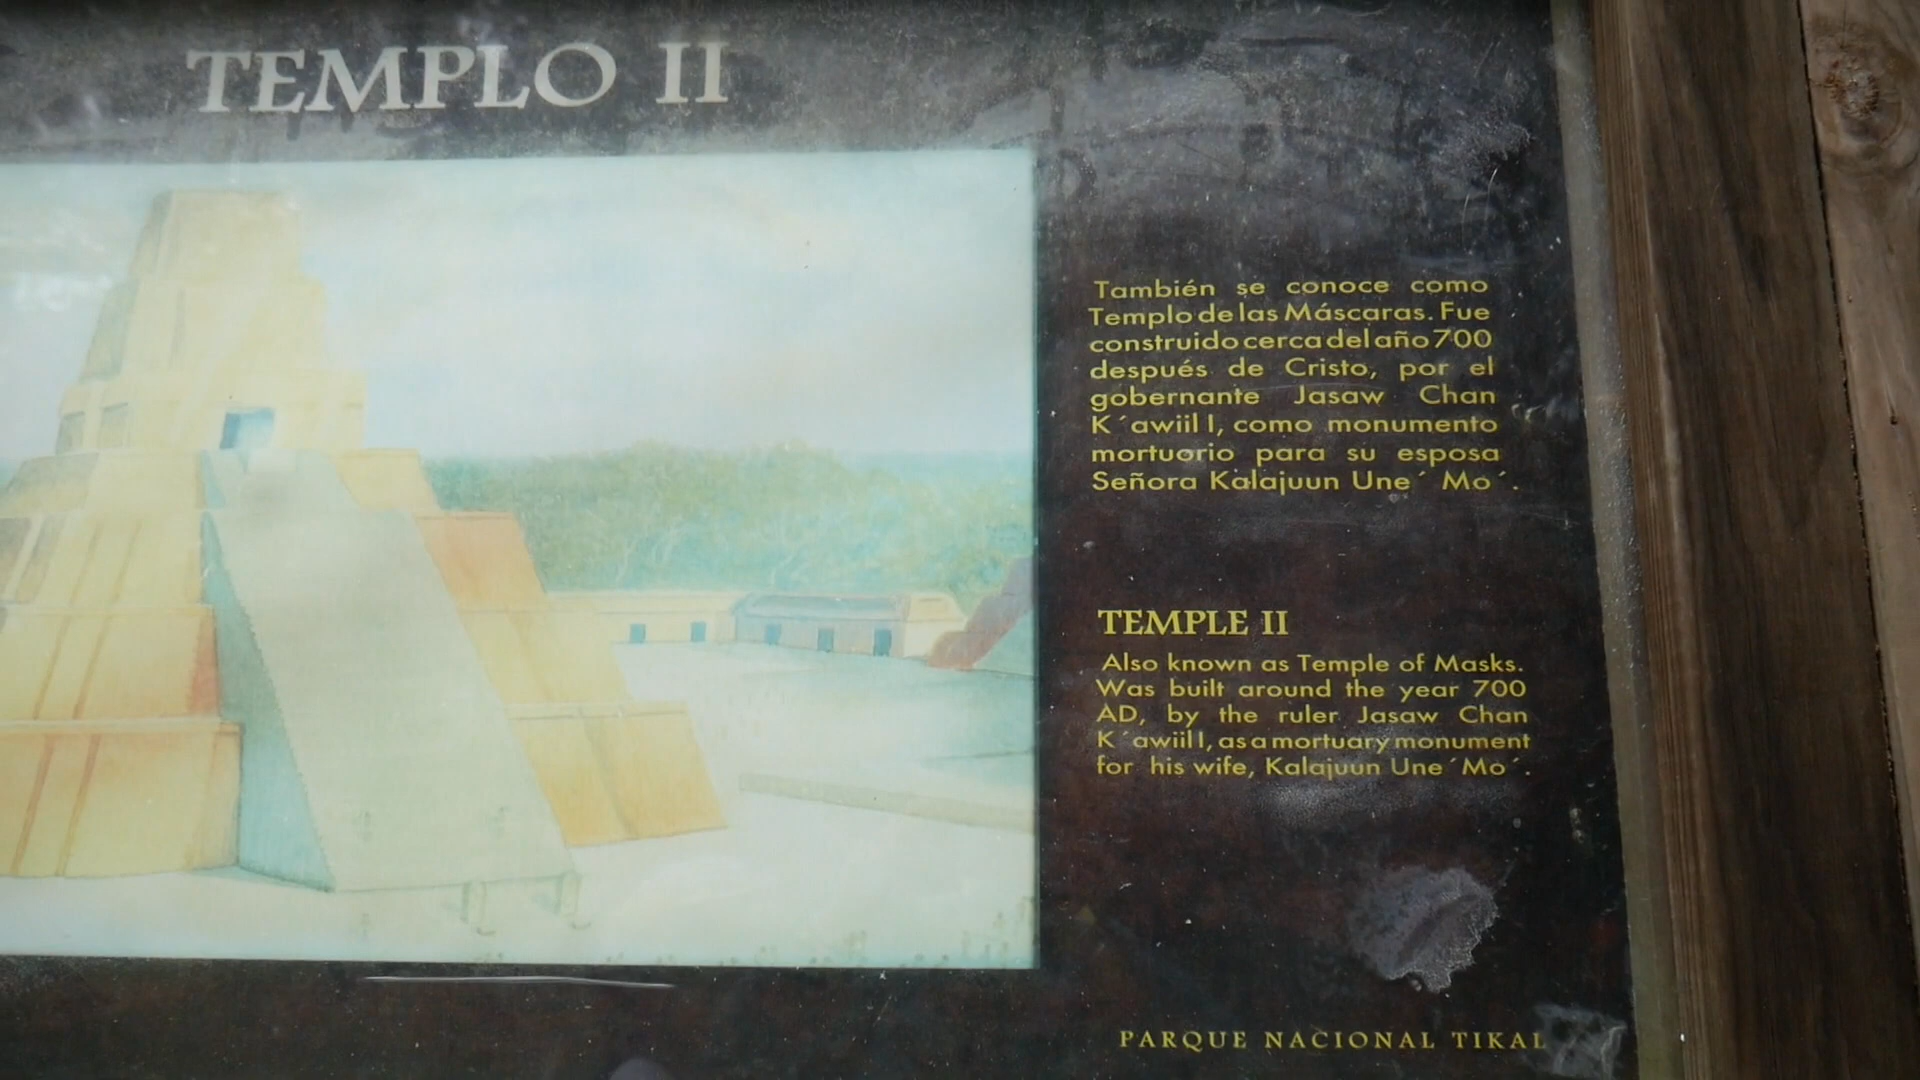 TEMPLO II
También se conoce como
Templo de las Máscaras. Fue
construido cerca del año 700
después de Cristo, por el
gobernante Jasaw Chan
K´awiil I, como monumento
mortuorio para su esposa
Señora Kalajuun Une´ Mo´.
TEMPLE II
Also known as Temple of Masks.
Was built around the year 700
AD, by the ruler Jasaw Chan
K´awiil I, as a mortuary monument
for his wife, Kalajuun Une´Mo´.
PARQUE NACIONAL TIKAL